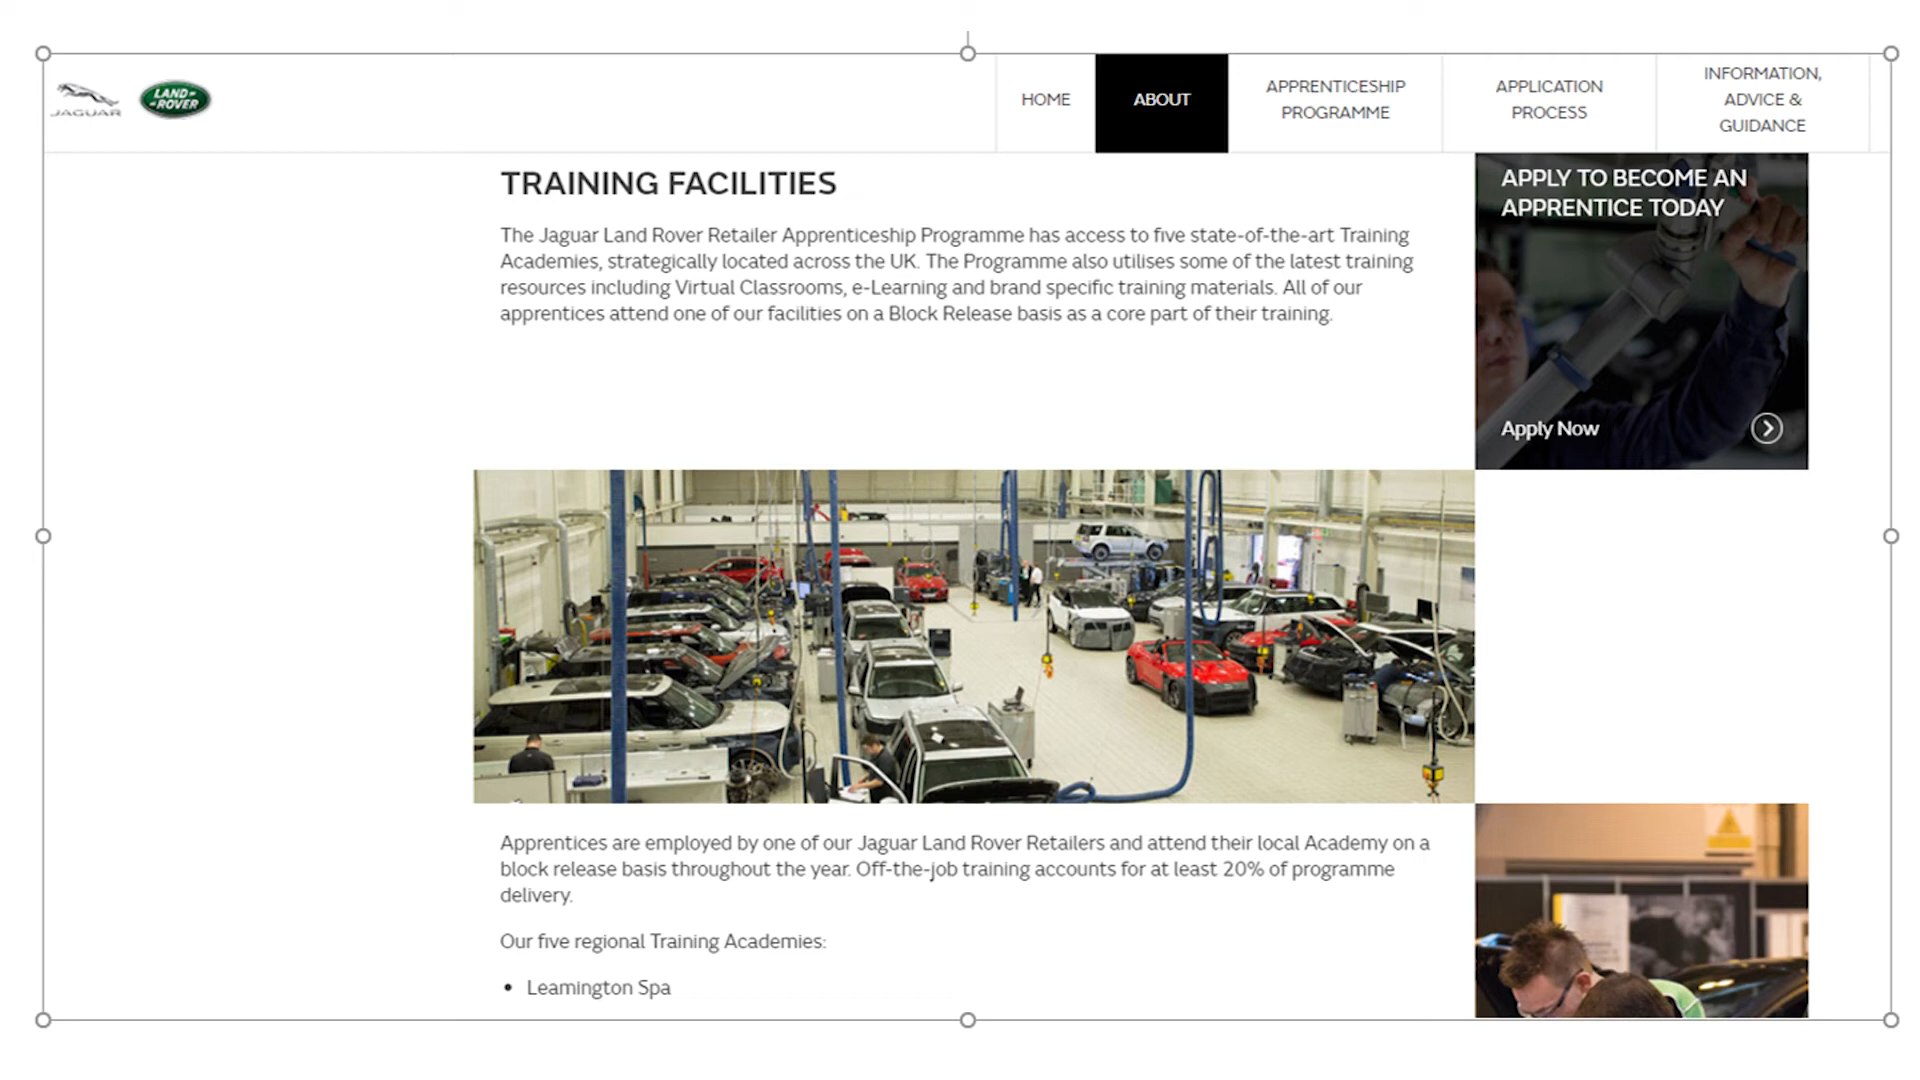 JAGUAR
LAND-
-ROVER
HOME
ABOUT
APPRENTICESHIP
PROGRAMME
APPLICATION
PROCESS
INFORMATION,
ADVICE &
GUIDANCE
TRAINING FACILITIES
The Jaguar Land Rover Retailer Apprenticeship Programme has access to five state-of-the-art Training
Academies, strategically located across the UK. The Programme also utilises some of the latest training
resources including Virtual Classrooms, e-Learning and brand specific training materials. All of our
apprentices attend one of our facilities on a Block Release basis as a core part of their training.
APPLY TO BECOME AN
APPRENTICE TODAY
Apply Now
Apprentices are employed by one of our Jaguar Land Rover Retailers and attend their local Academy on a
block release basis throughout the year. Off-the-job training accounts for at least 20% of programme
delivery.
Our five regional Training Academies:
• Leamington Spa